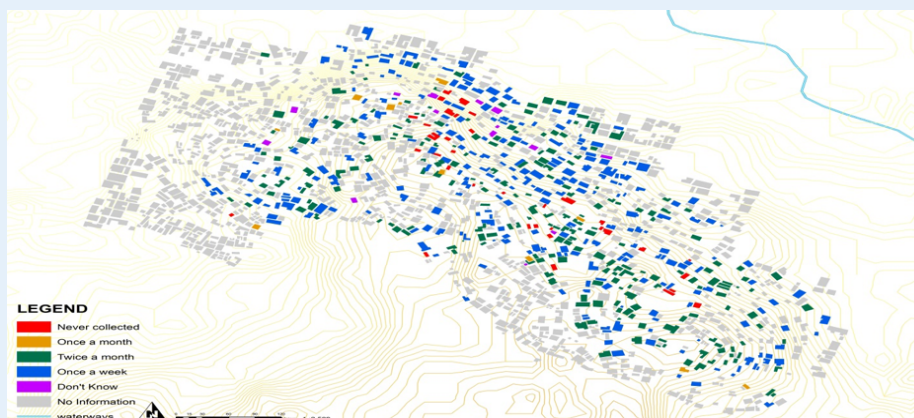 LEGEND
Never collected
Once a month
Twice a month
Once a week
Don't Know
No Information
waterways
N